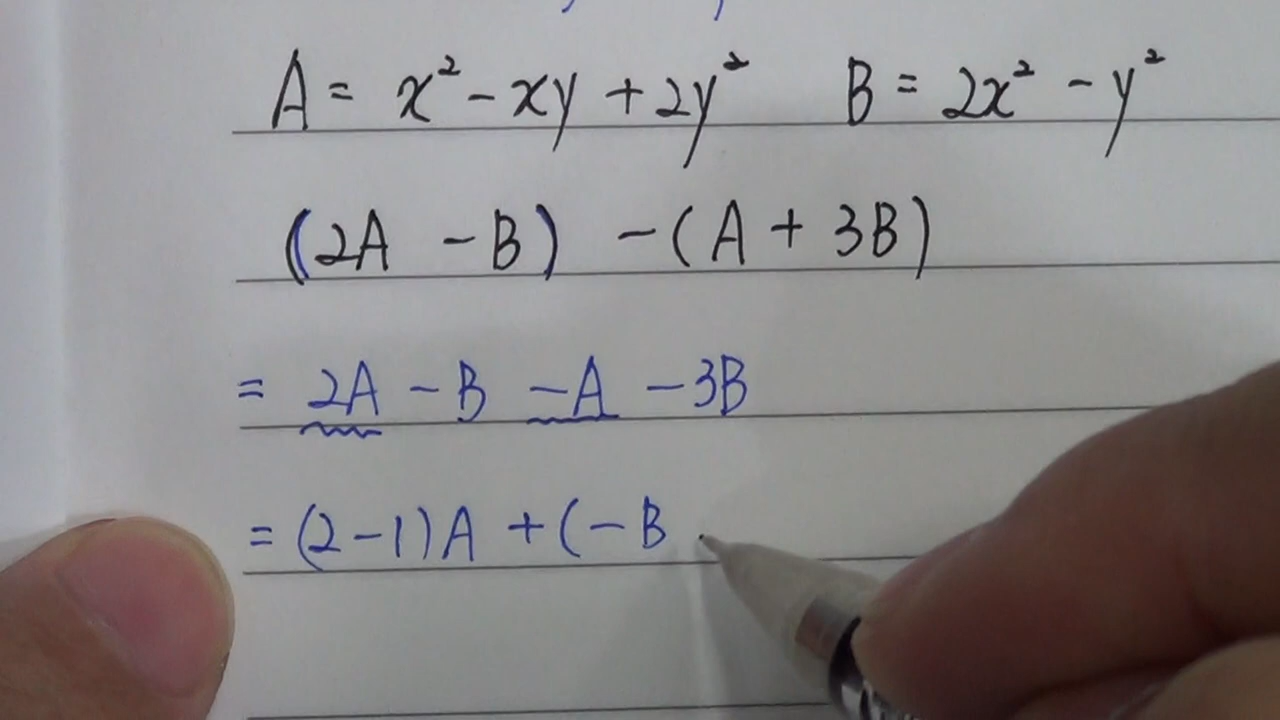 A = x² - xy + 2y² B = 2x² - y²
(2A - B) - (A + 3B)
= 2A - B - A - 3B
= (2-1)A + (-B